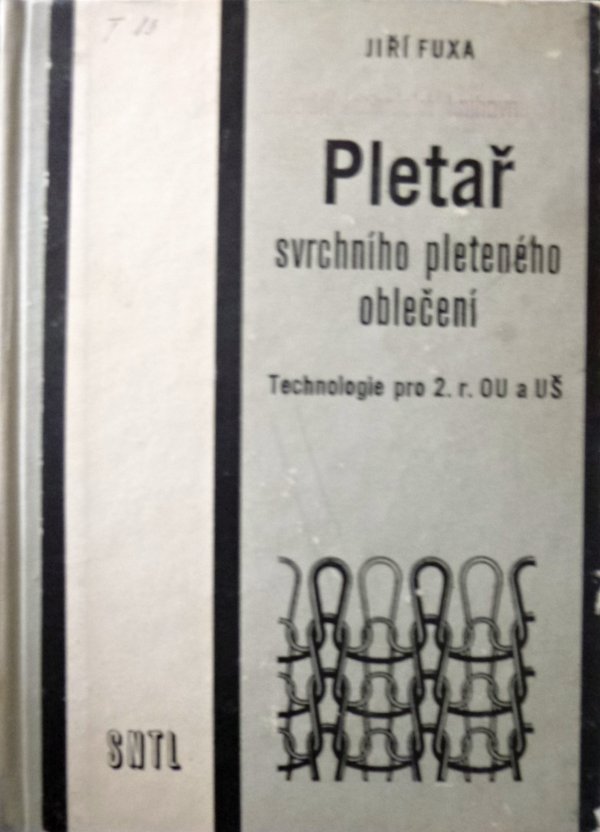 JIŘÍ FUXA
Pletař
svrchního pleteného
oblečení
Technologie pro 2. r. OU a UŠ
SNTL